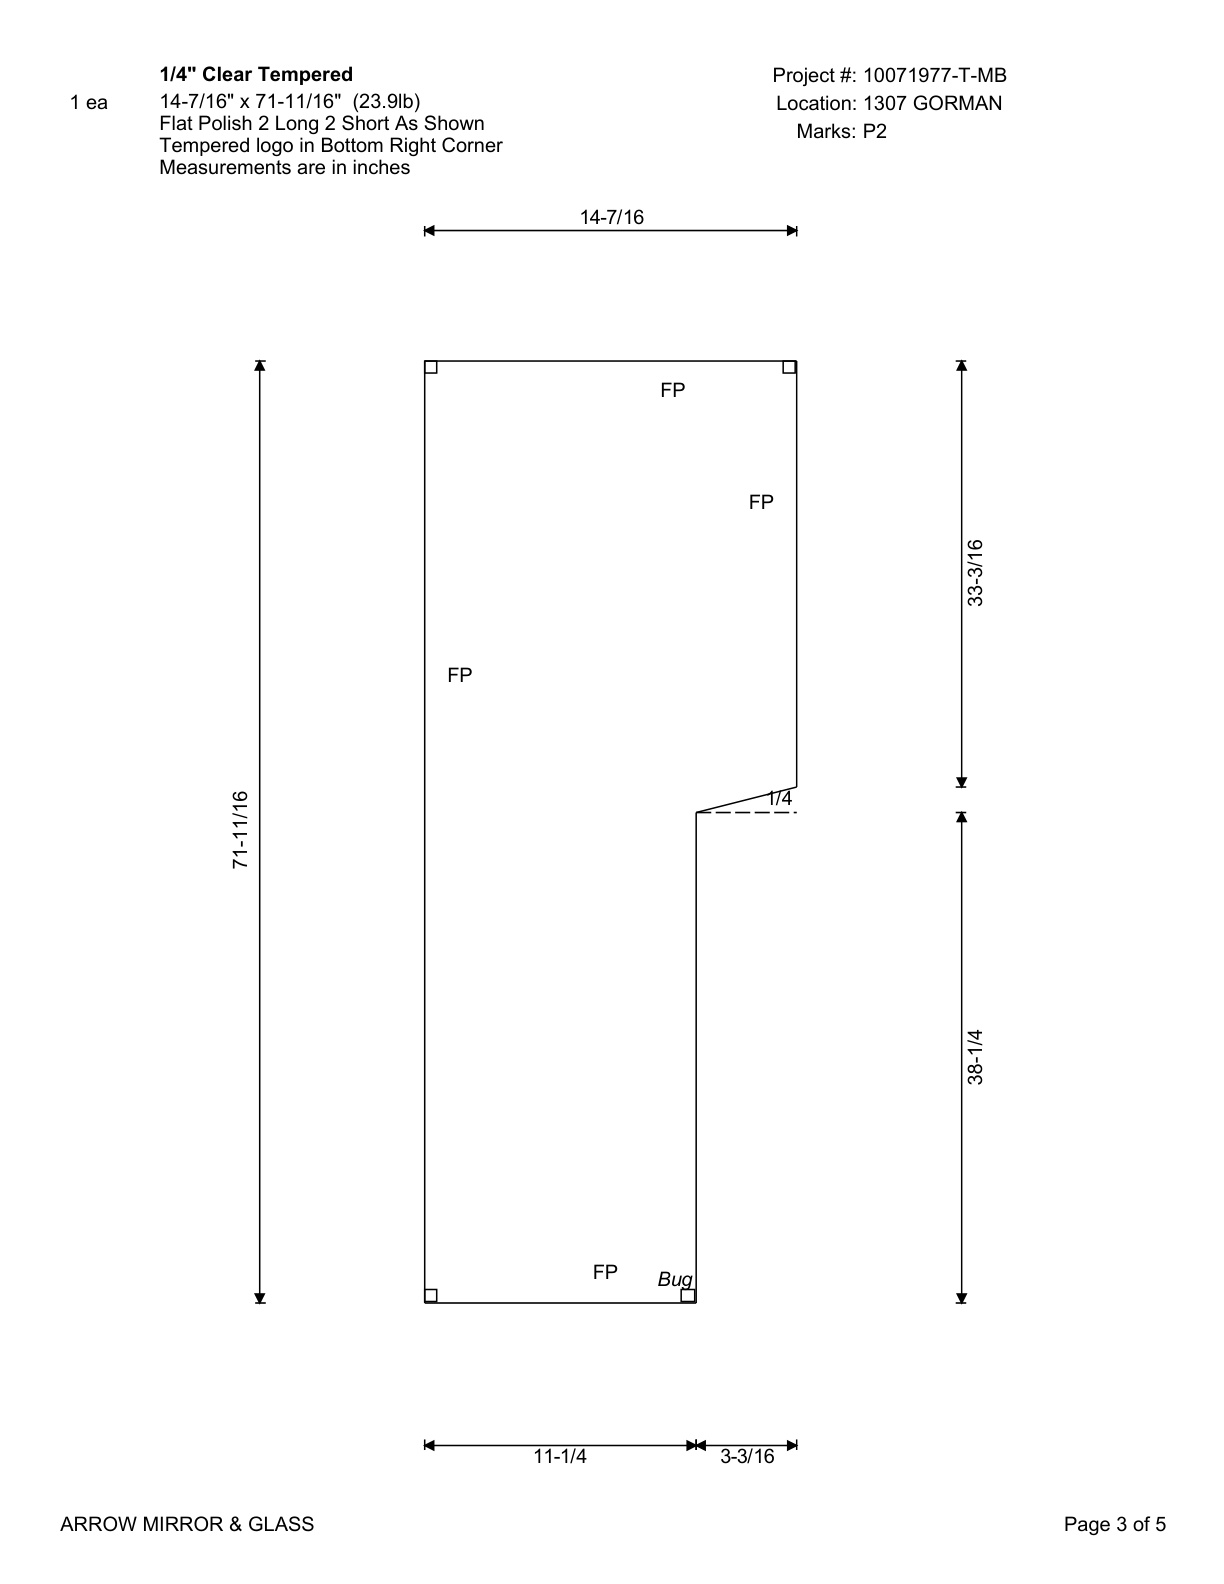 1/4" Clear Tempered
1 ea
14-7/16" x 71-11/16" (23.9lb)
Flat Polish 2 Long 2 Short As Shown
Tempered logo in Bottom Right Corner
Measurements are in inches
Project #: 10071977-T-MB
Location: 1307 GORMAN
Marks: P2
14-7/16
FP
FP
33-3/16
FP
1/4
71-11/16
38-1/4
FP
Bug
11-1/4
3-3/16
ARROW MIRROR & GLASS
Page 3 of 5